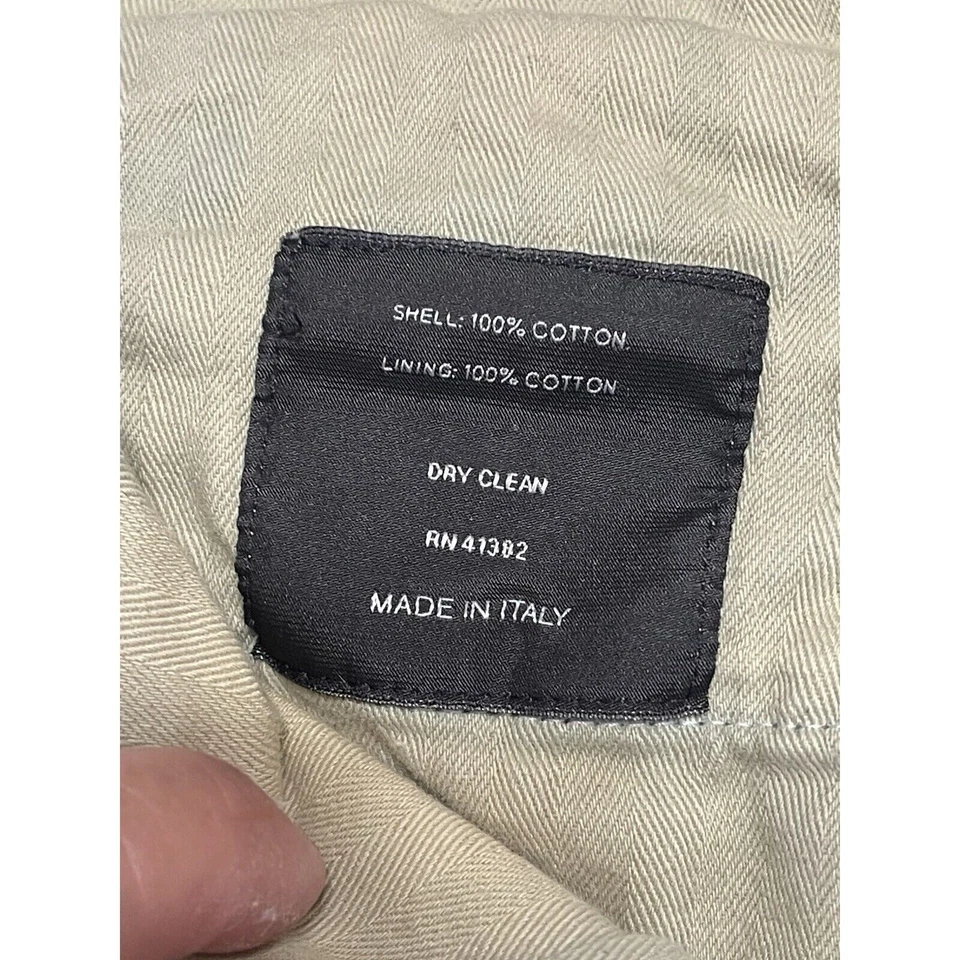 SHELL: 100% COTTON
LINING: 100% COTTON
DRY CLEAN
RN 41382
MADE IN ITALY